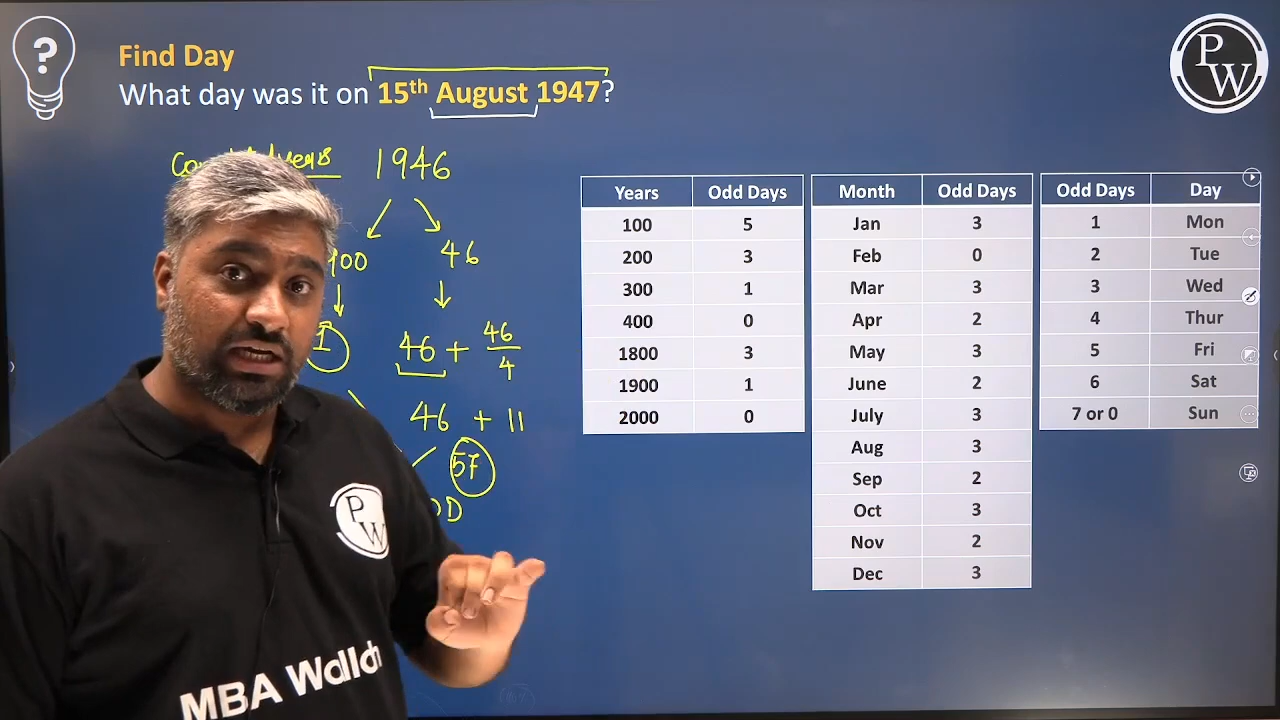 ?
Find Day
What day was it on 15th August 1947?
PW
1946
46
46 + 46/4
1
46 + 11
57
Years Odd Days
100 5
200 3
300 1
400 0
1800 3
1900 1
2000 0
Month Odd Days
Jan 3
Feb 0
Mar 3
Apr 2
May 3
June 2
July 3
Aug 3
Sep 2
Oct 3
Nov 2
Dec 3
Odd Days Day
1 Mon
2 Tue
3 Wed
4 Thur
5 Fri
6 Sat
7 or 0 Sun
PW
MBA Wallah